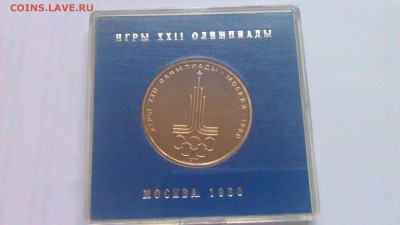 COINS.LAVE.RU
ИГРЫ XXII ОЛИМПИАДЫ
ИГРЫ XXII ОЛИМПИАДЫ · МОСКВА · 1980
МОСКВА 1980